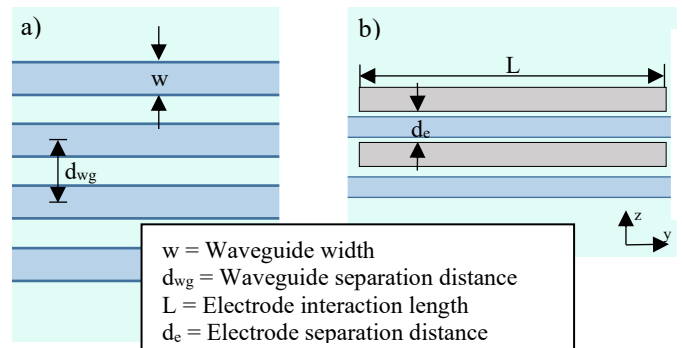 a)
w
dwg
b)
L
de
z
y
w = Waveguide width
dwg = Waveguide separation distance
L = Electrode interaction length
de = Electrode separation distance